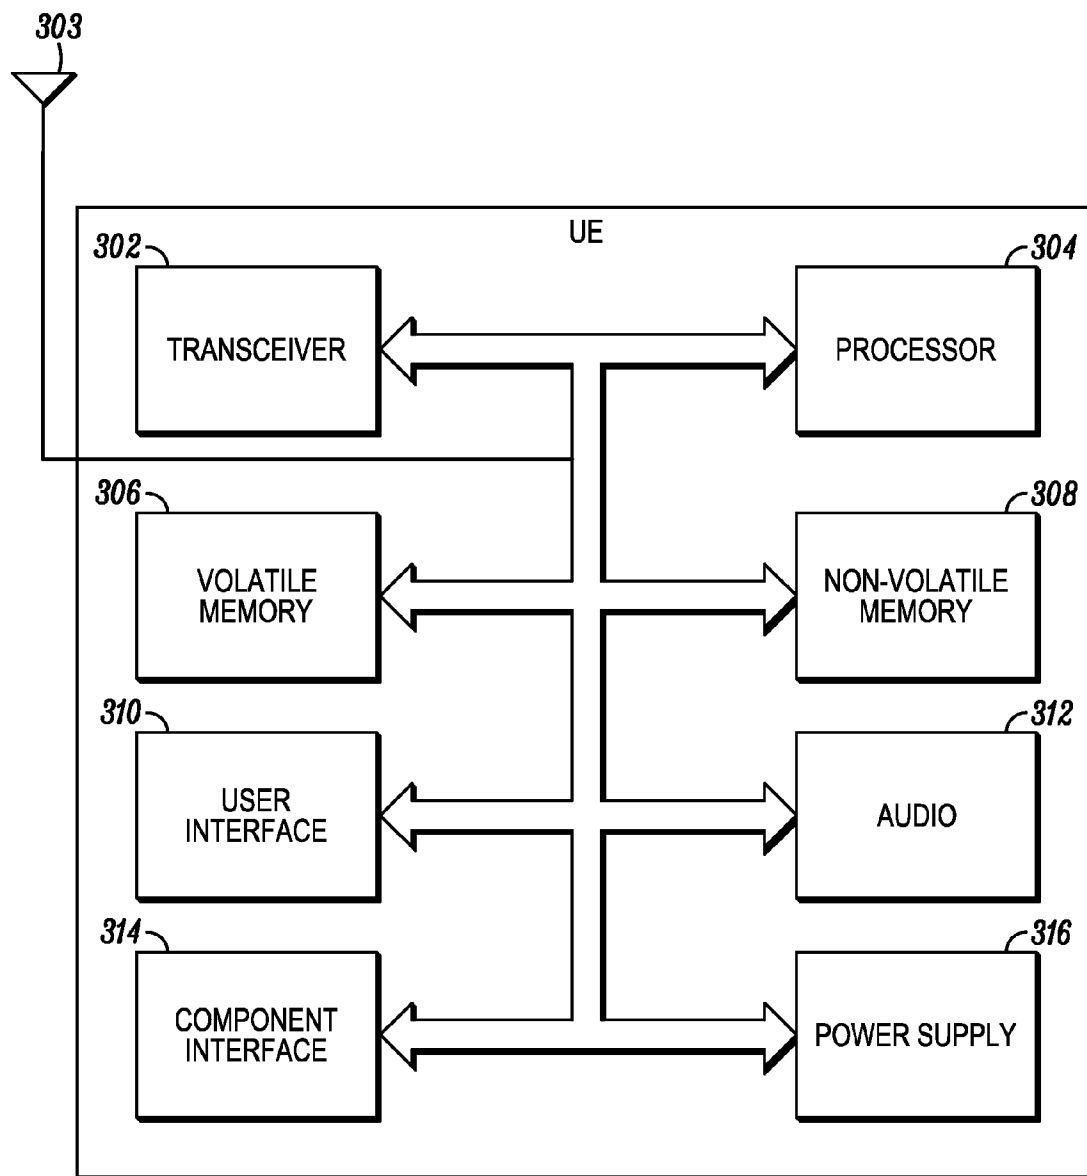 303
UE
302
304
TRANSCEIVER
PROCESSOR
306
308
VOLATILE
MEMORY
NON-VOLATILE
MEMORY
310
312
USER
INTERFACE
AUDIO
314
316
COMPONENT
INTERFACE
POWER SUPPLY